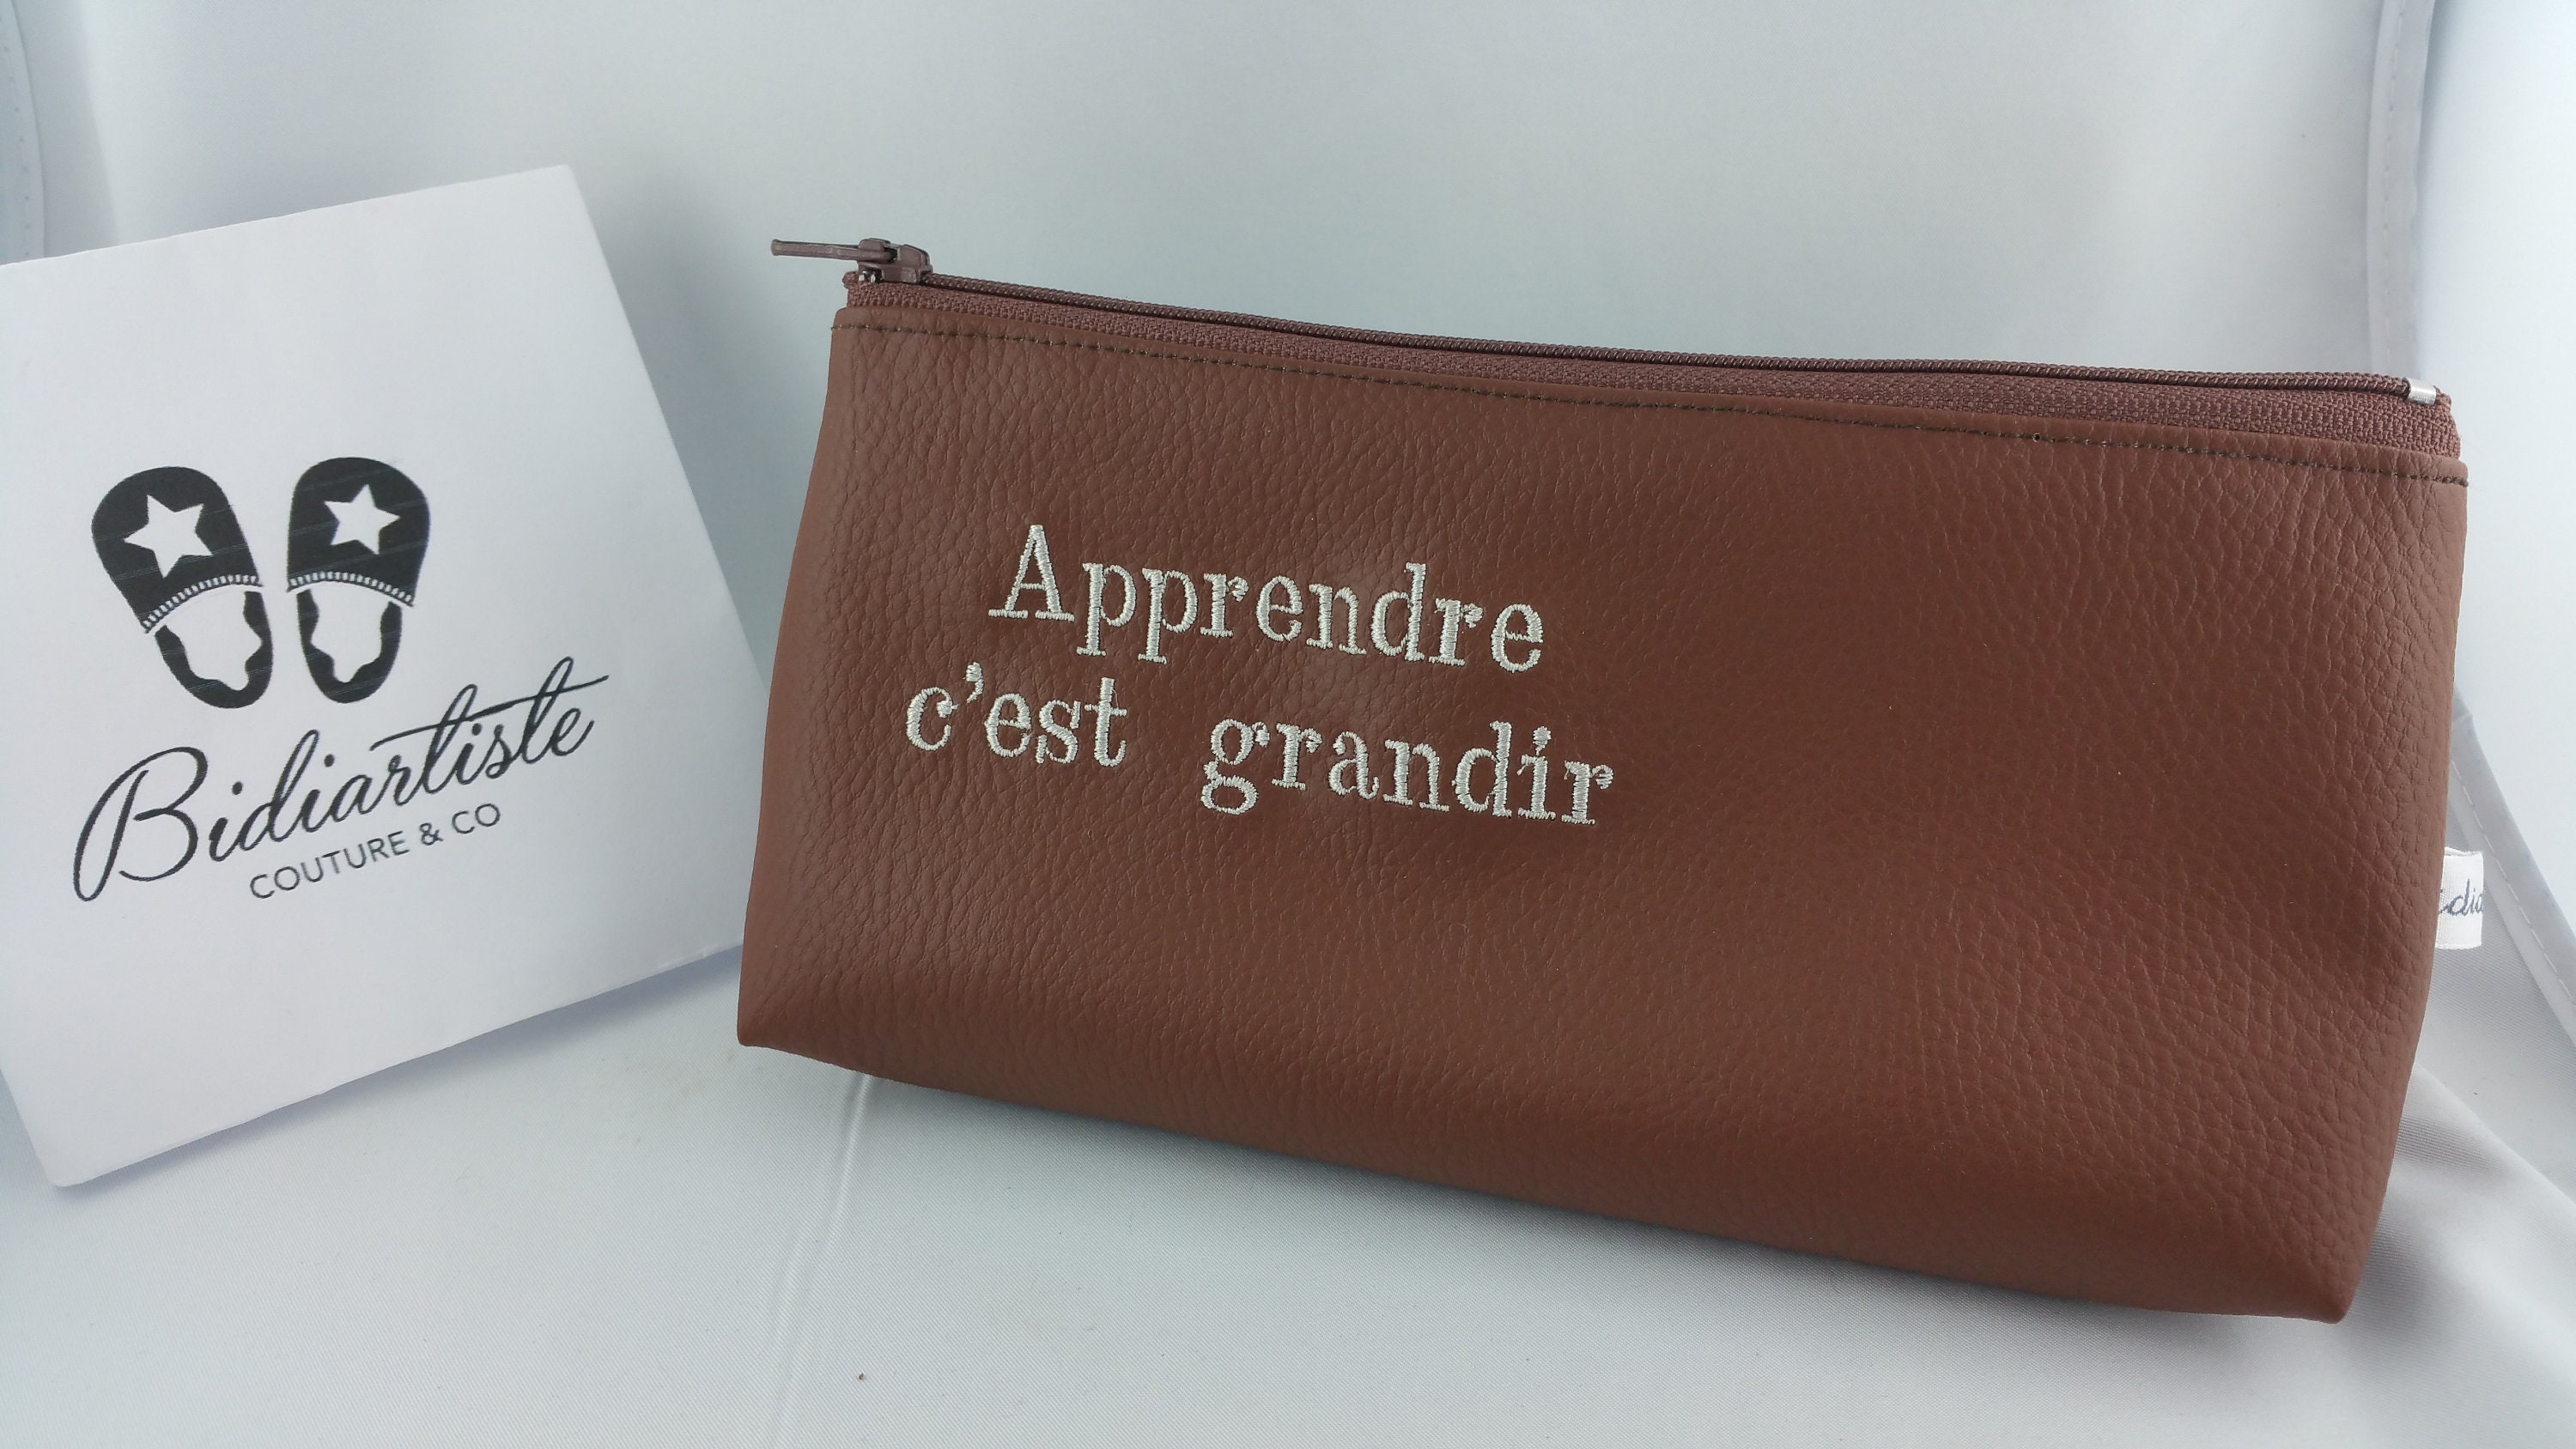 Bidiartiste
COUTURE & CO
Apprendre
c'est grandir